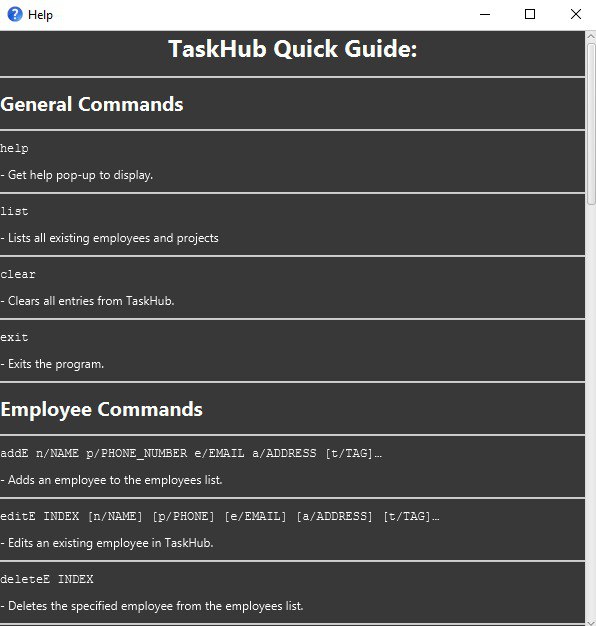 Help
TaskHub Quick Guide:
General Commands
help
- Get help pop-up to display.
list
- Lists all existing employees and projects
clear
- Clears all entries from TaskHub.
exit
- Exits the program.
Employee Commands
addE n/NAME p/PHONE_NUMBER e/EMAIL a/ADDRESS [t/TAG]…
- Adds an employee to the employees list.
editE INDEX [n/NAME] [p/PHONE] [e/EMAIL] [a/ADDRESS] [t/TAG]…
- Edits an existing employee in TaskHub.
deleteE INDEX
- Deletes the specified employee from the employees list.